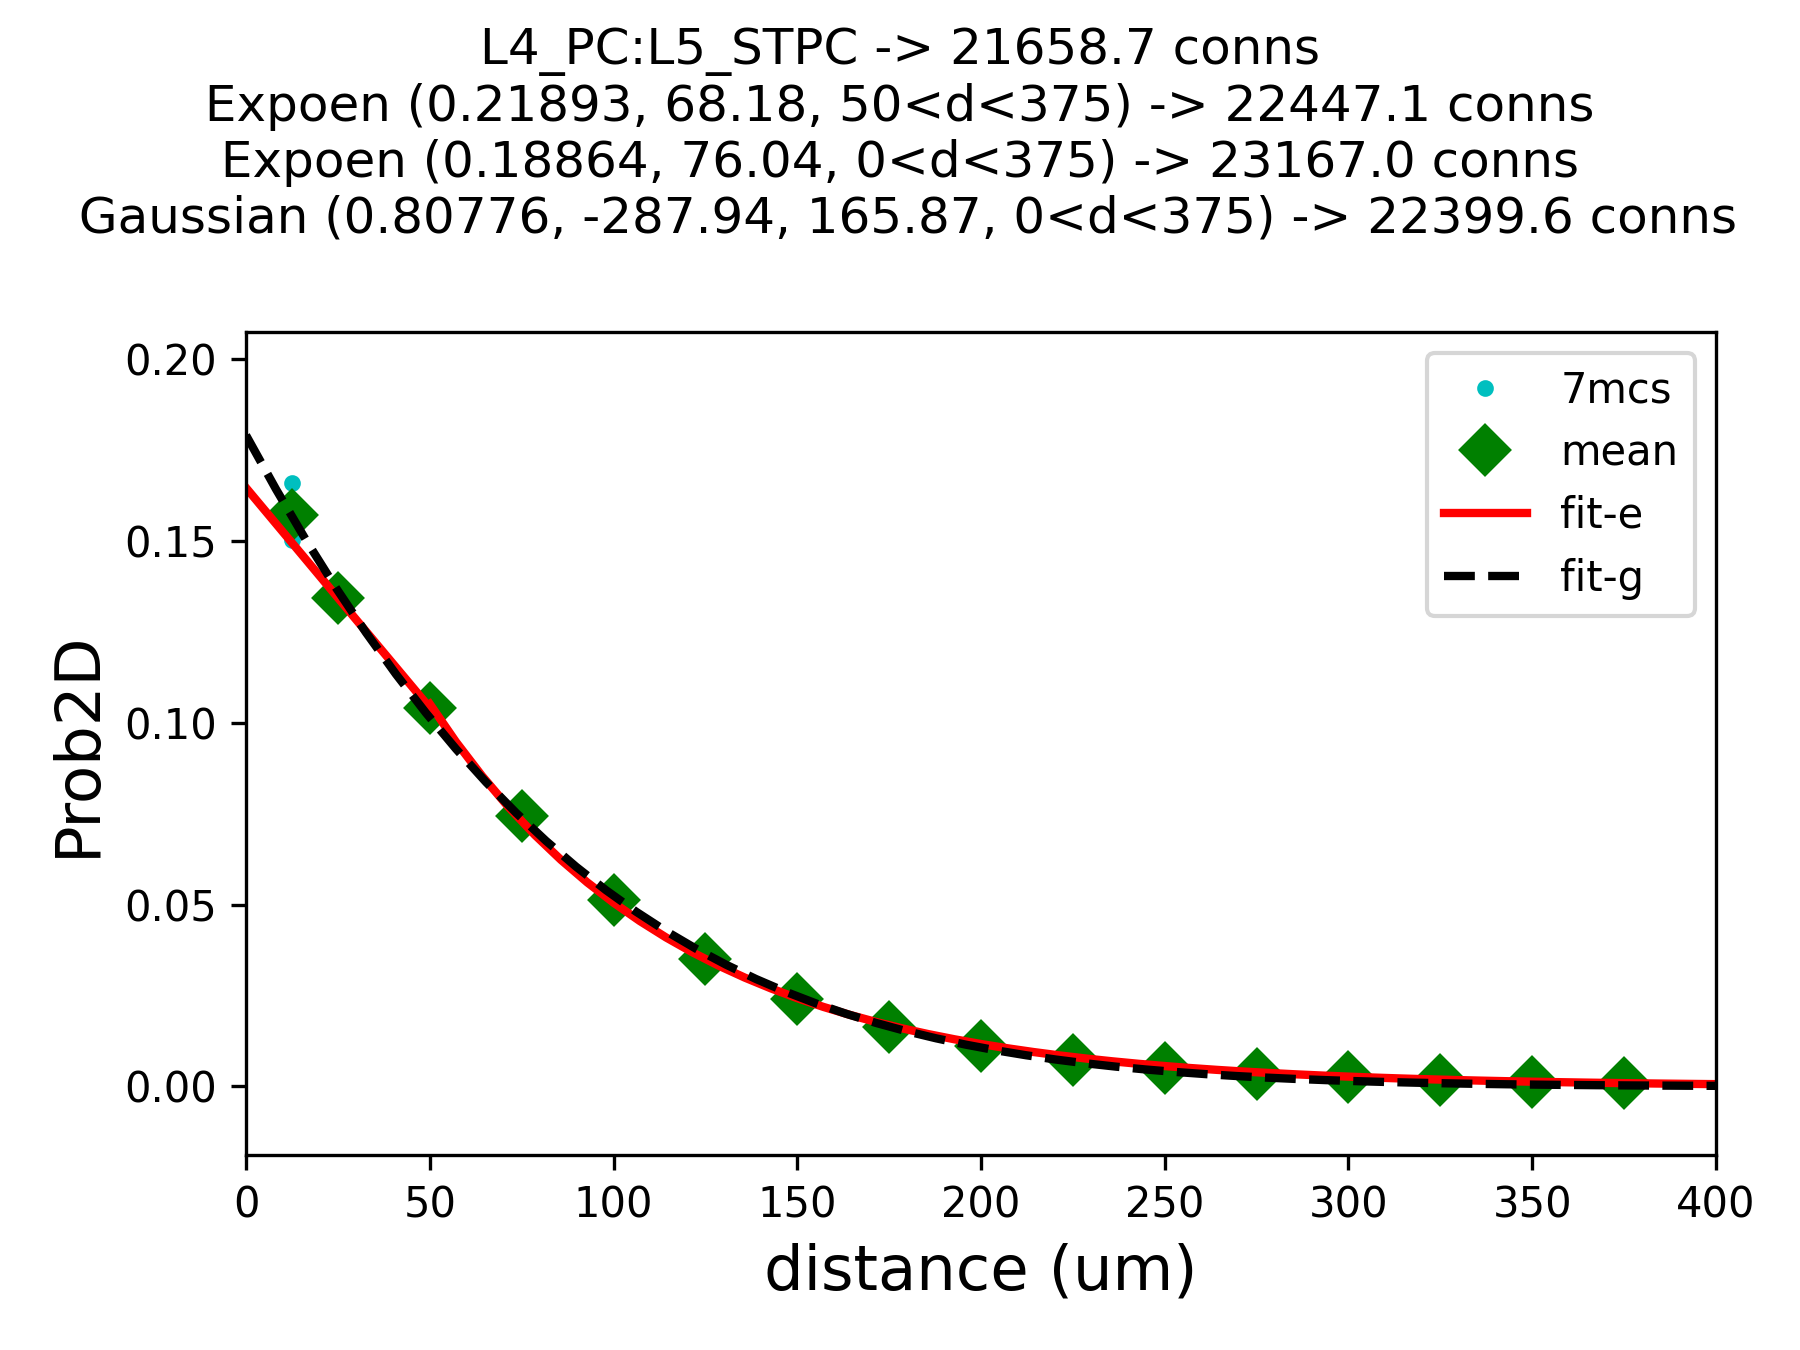 L4_PC:L5_STPC -> 21658.7 conns
Expoen (0.21893, 68.18, 50<d<375) -> 22447.1 conns
Expoen (0.18864, 76.04, 0<d<375) -> 23167.0 conns
Gaussian (0.80776, -287.94, 165.87, 0<d<375) -> 22399.6 conns
7mcs
mean
fit-e
fit-g
Prob2D
0.20
0.15
0.10
0.05
0.00
0 50 100 150 200 250 300 350 400
distance (um)